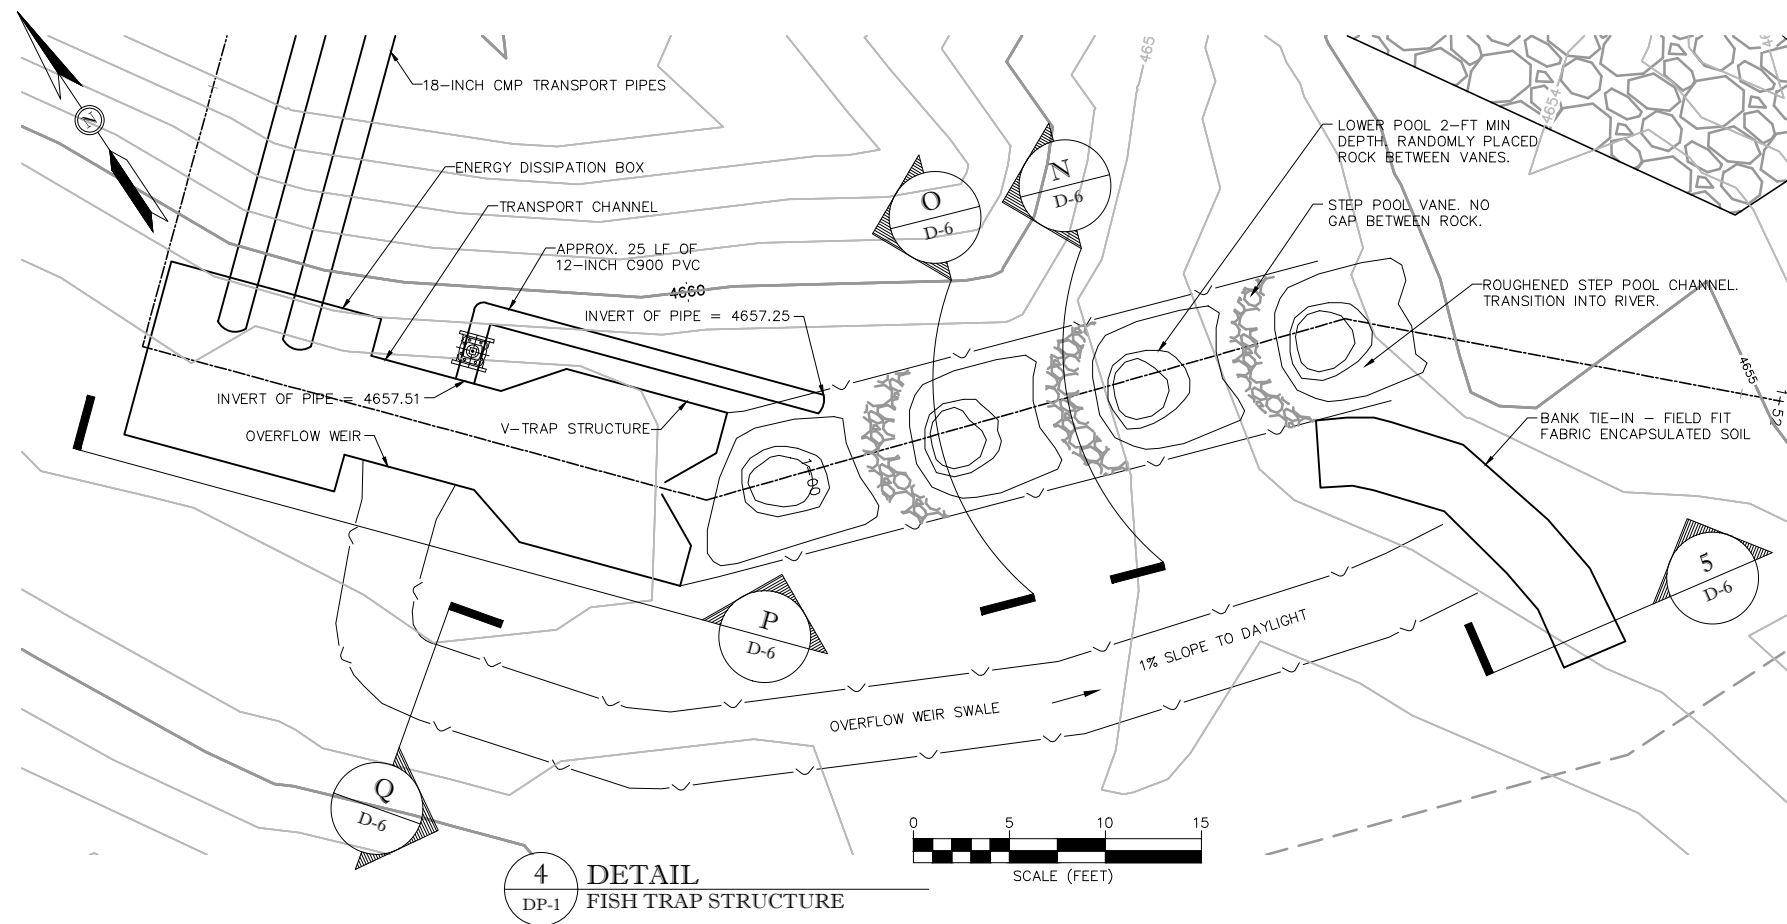 N
18-INCH CMP TRANSPORT PIPES
ENERGY DISSIPATION BOX
TRANSPORT CHANNEL
APPROX. 25 LF OF
12-INCH C900 PVC
4660
INVERT OF PIPE = 4657.25
INVERT OF PIPE = 4657.51
OVERFLOW WEIR
V-TRAP STRUCTURE
1+00
O
D-6
N
D-6
4654
LOWER POOL 2-FT MIN
DEPTH. RANDOMLY PLACED
ROCK BETWEEN VANES.
STEP POOL VANE. NO
GAP BETWEEN ROCK.
ROUGHENED STEP POOL CHANNEL.
TRANSITION INTO RIVER.
4655
1+52
BANK TIE-IN - FIELD FIT
FABRIC ENCAPSULATED SOIL
5
D-6
P
D-6
1% SLOPE TO DAYLIGHT
OVERFLOW WEIR SWALE
Q
D-6
0 5 10 15
SCALE (FEET)
4
DP-1
DETAIL
FISH TRAP STRUCTURE